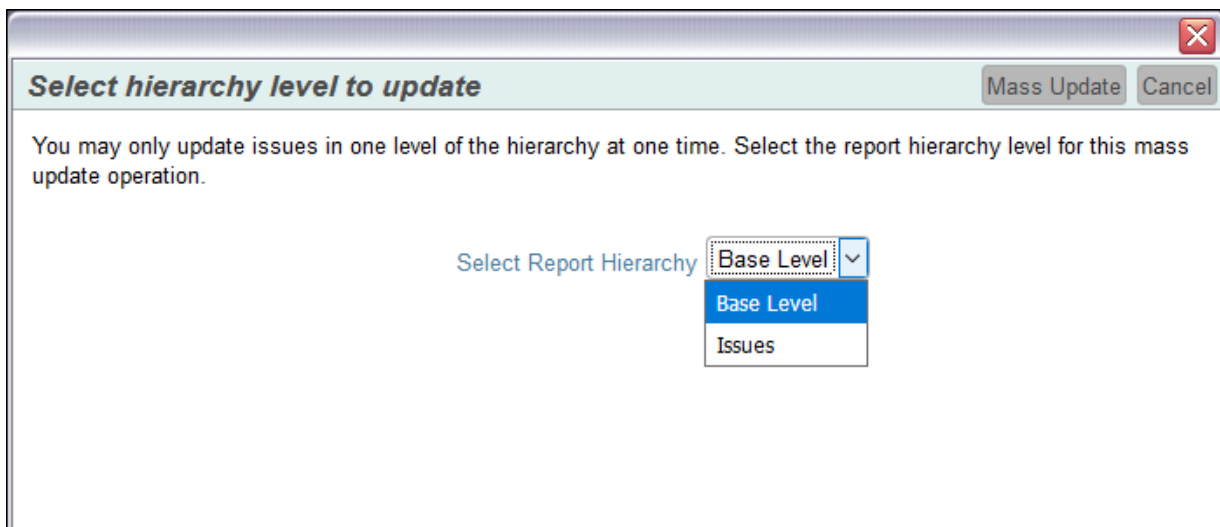 Select hierarchy level to update
Mass Update Cancel
You may only update issues in one level of the hierarchy at one time. Select the report hierarchy level for this mass
update operation.
Select Report Hierarchy Base Level
Base Level
Issues